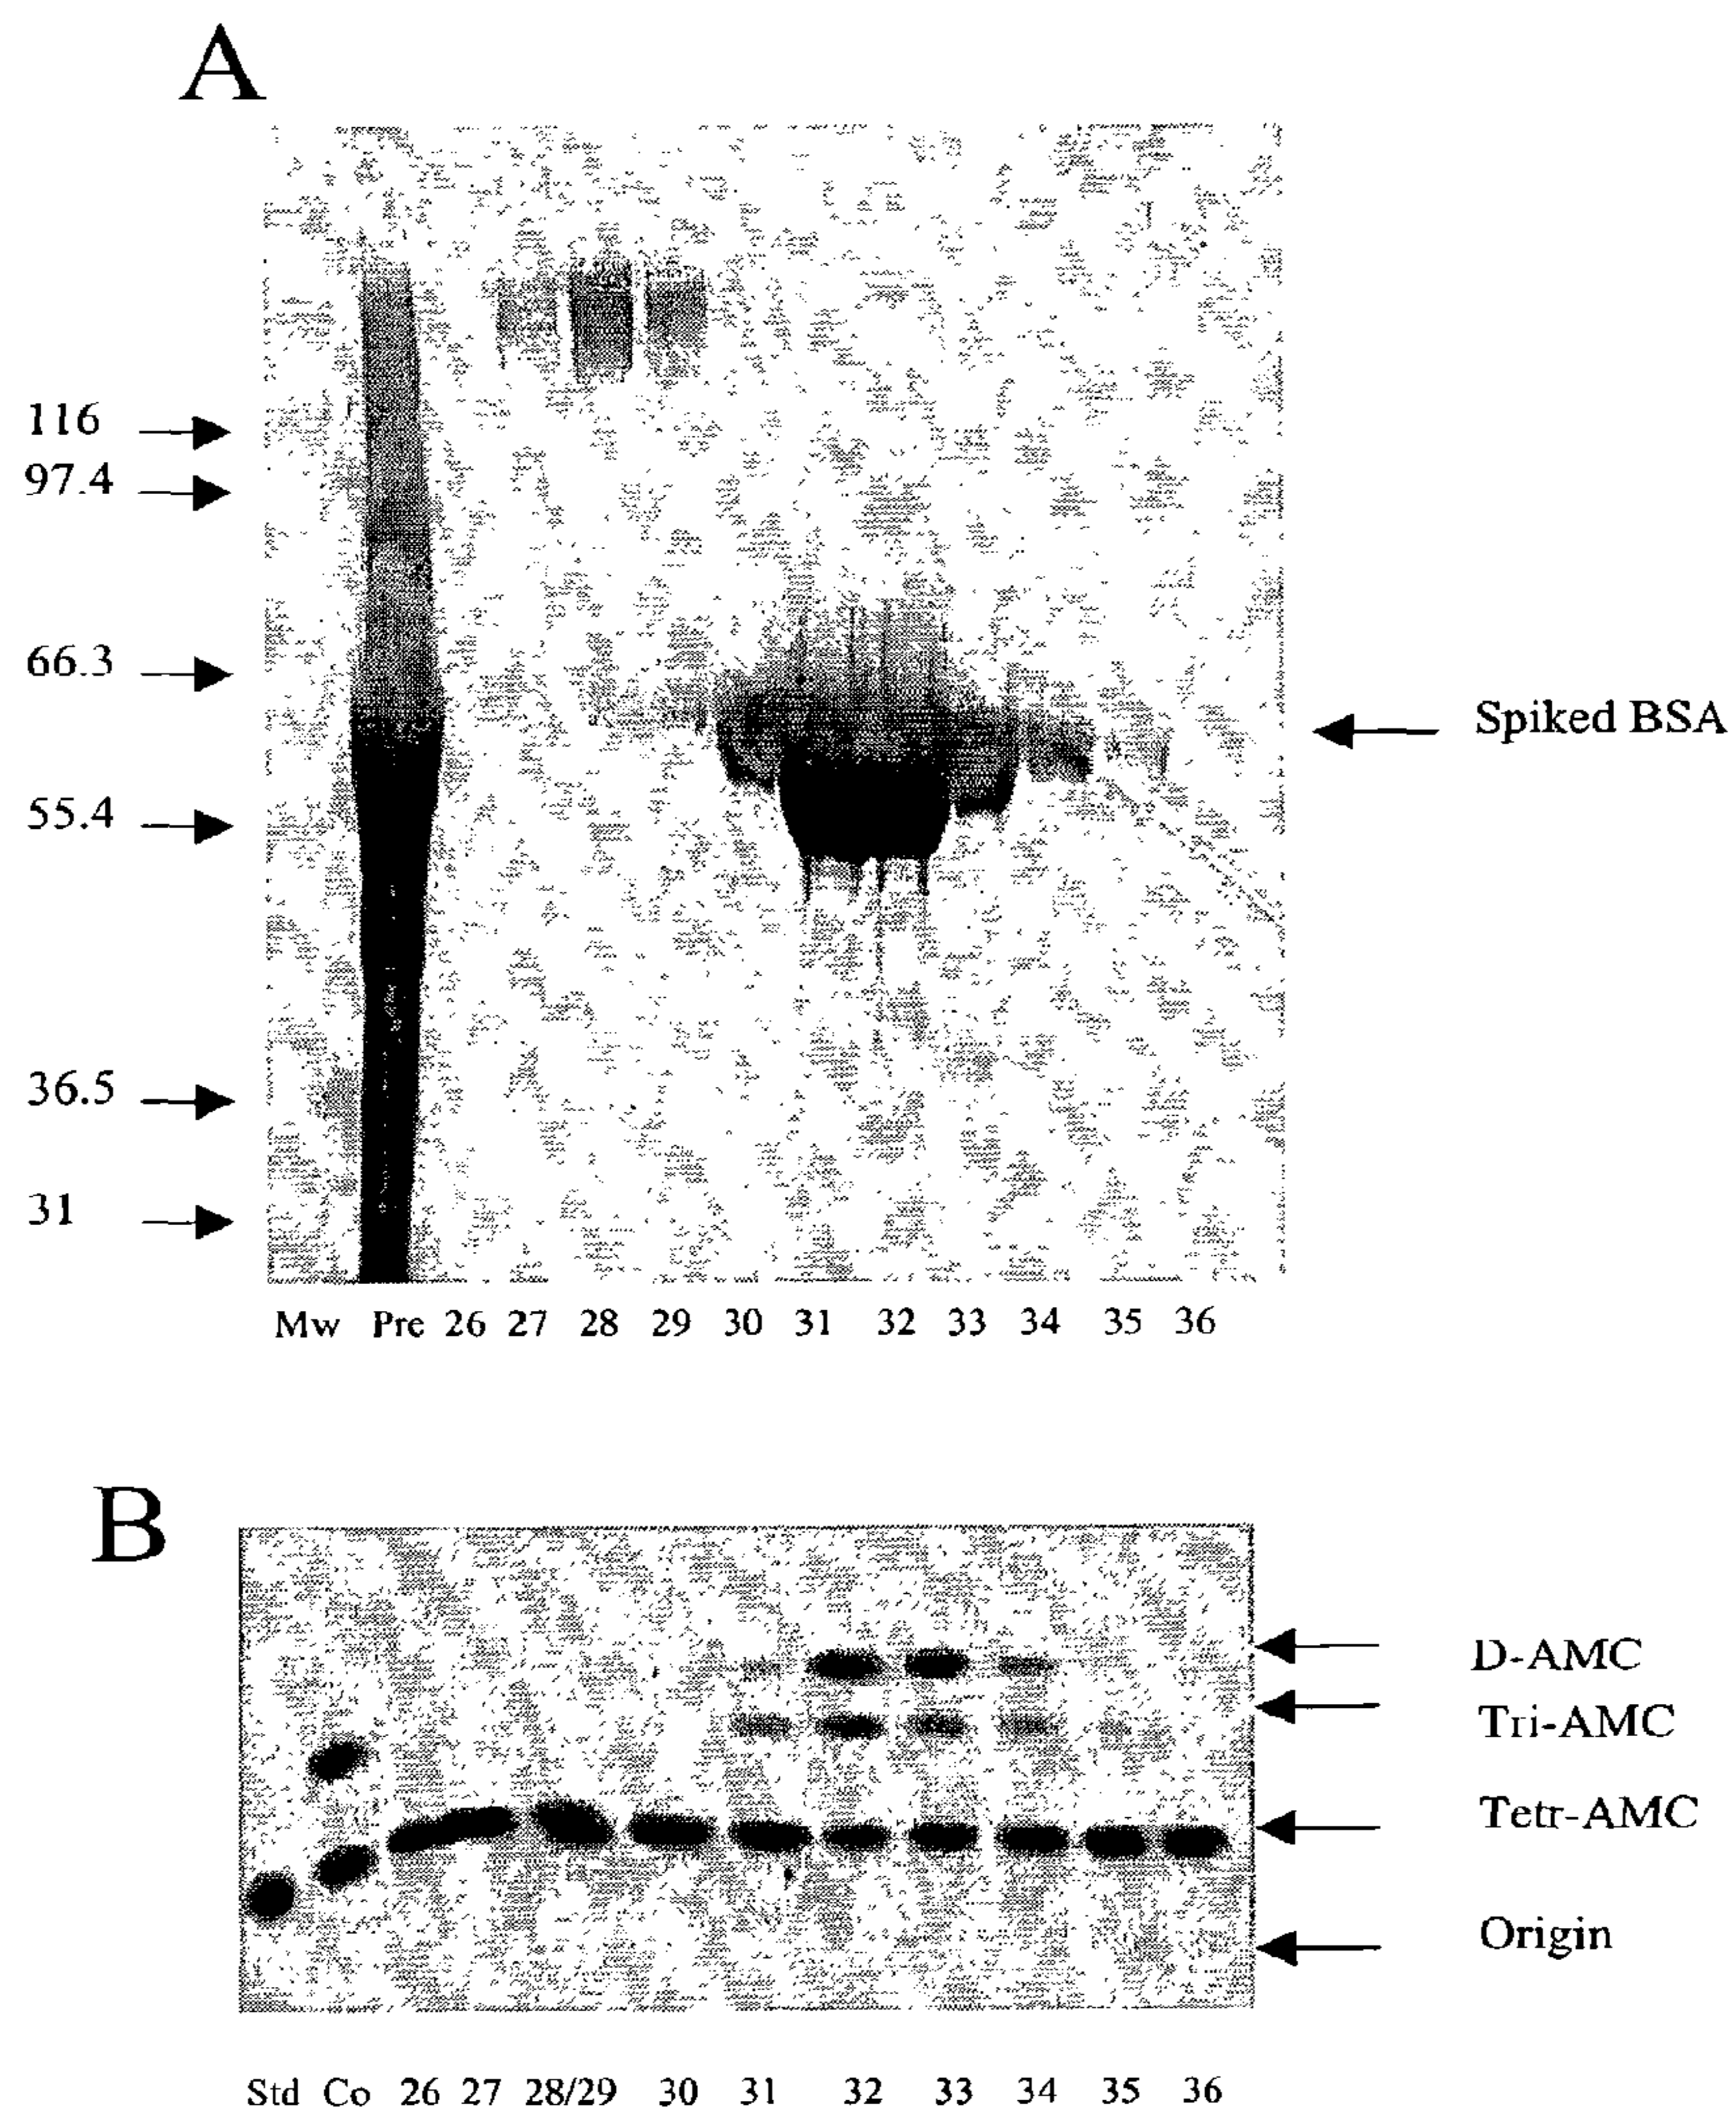 A
116
97.4
66.3
Spiked BSA
55.4
36.5
31
Mw Pre 26 27 28 29 30 31 32 33 34 35 36
B
D-AMC
Tri-AMC
Tetr-AMC
Origin
Std Co 26 27 28/29 30 31 32 33 34 35 36